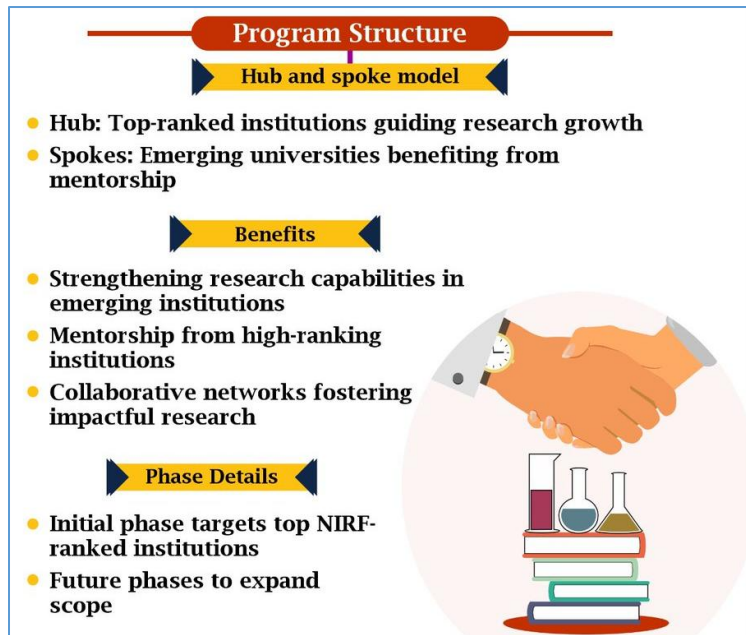 Program Structure
Hub and spoke model
Hub: Top-ranked institutions guiding research growth
Spokes: Emerging universities benefiting from
mentorship
Benefits
Strengthening research capabilities in
emerging institutions
Mentorship from high-ranking
institutions
Collaborative networks fostering
impactful research
Phase Details
Initial phase targets top NIRF-
ranked institutions
Future phases to expand
scope